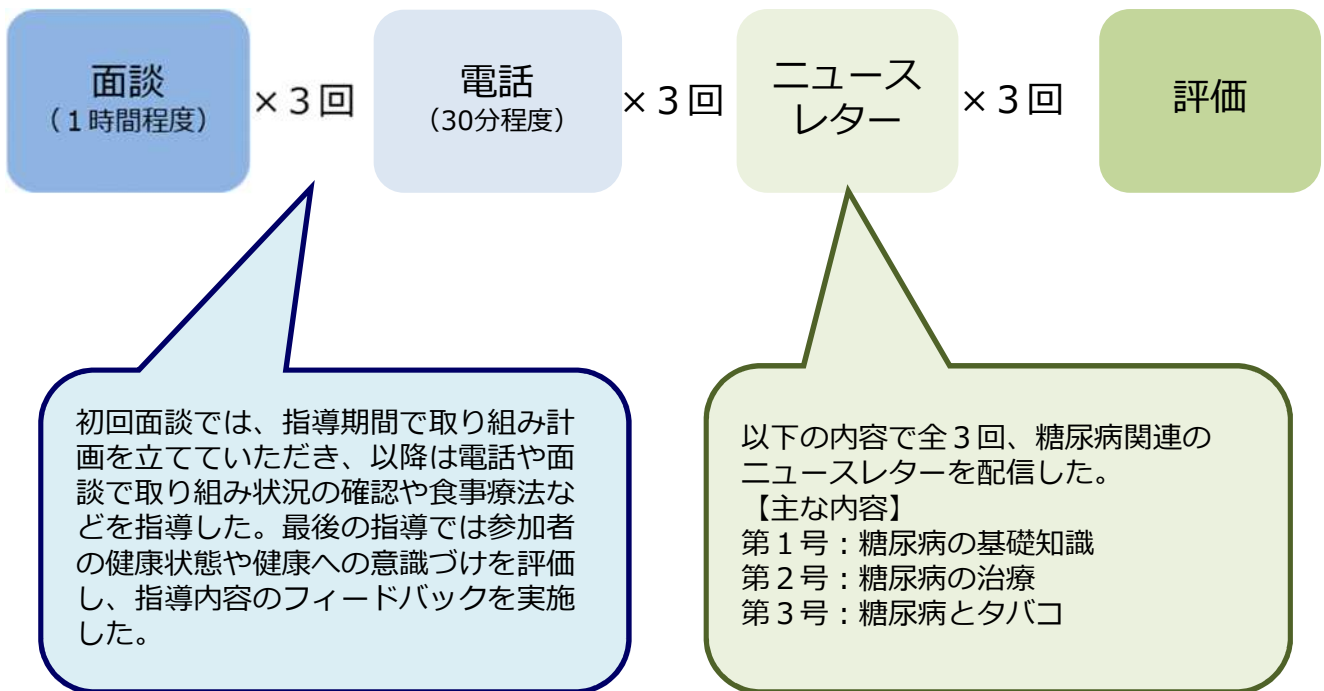 面談
（１時間程度）
×３回
電話
（30分程度）
×３回
ニュース
レター
×３回
評価
初回面談では、指導期間で取り組み計
画を立てていただき、以降は電話や面
談で取り組み状況の確認や食事療法な
どを指導した。最後の指導では参加者
の健康状態や健康への意識づけを評価
し、指導内容のフィードバックを実施
した。
以下の内容で全３回、糖尿病関連の
ニュースレターを配信した。
【主な内容】
第１号：糖尿病の基礎知識
第２号：糖尿病の治療
第３号：糖尿病とタバコ